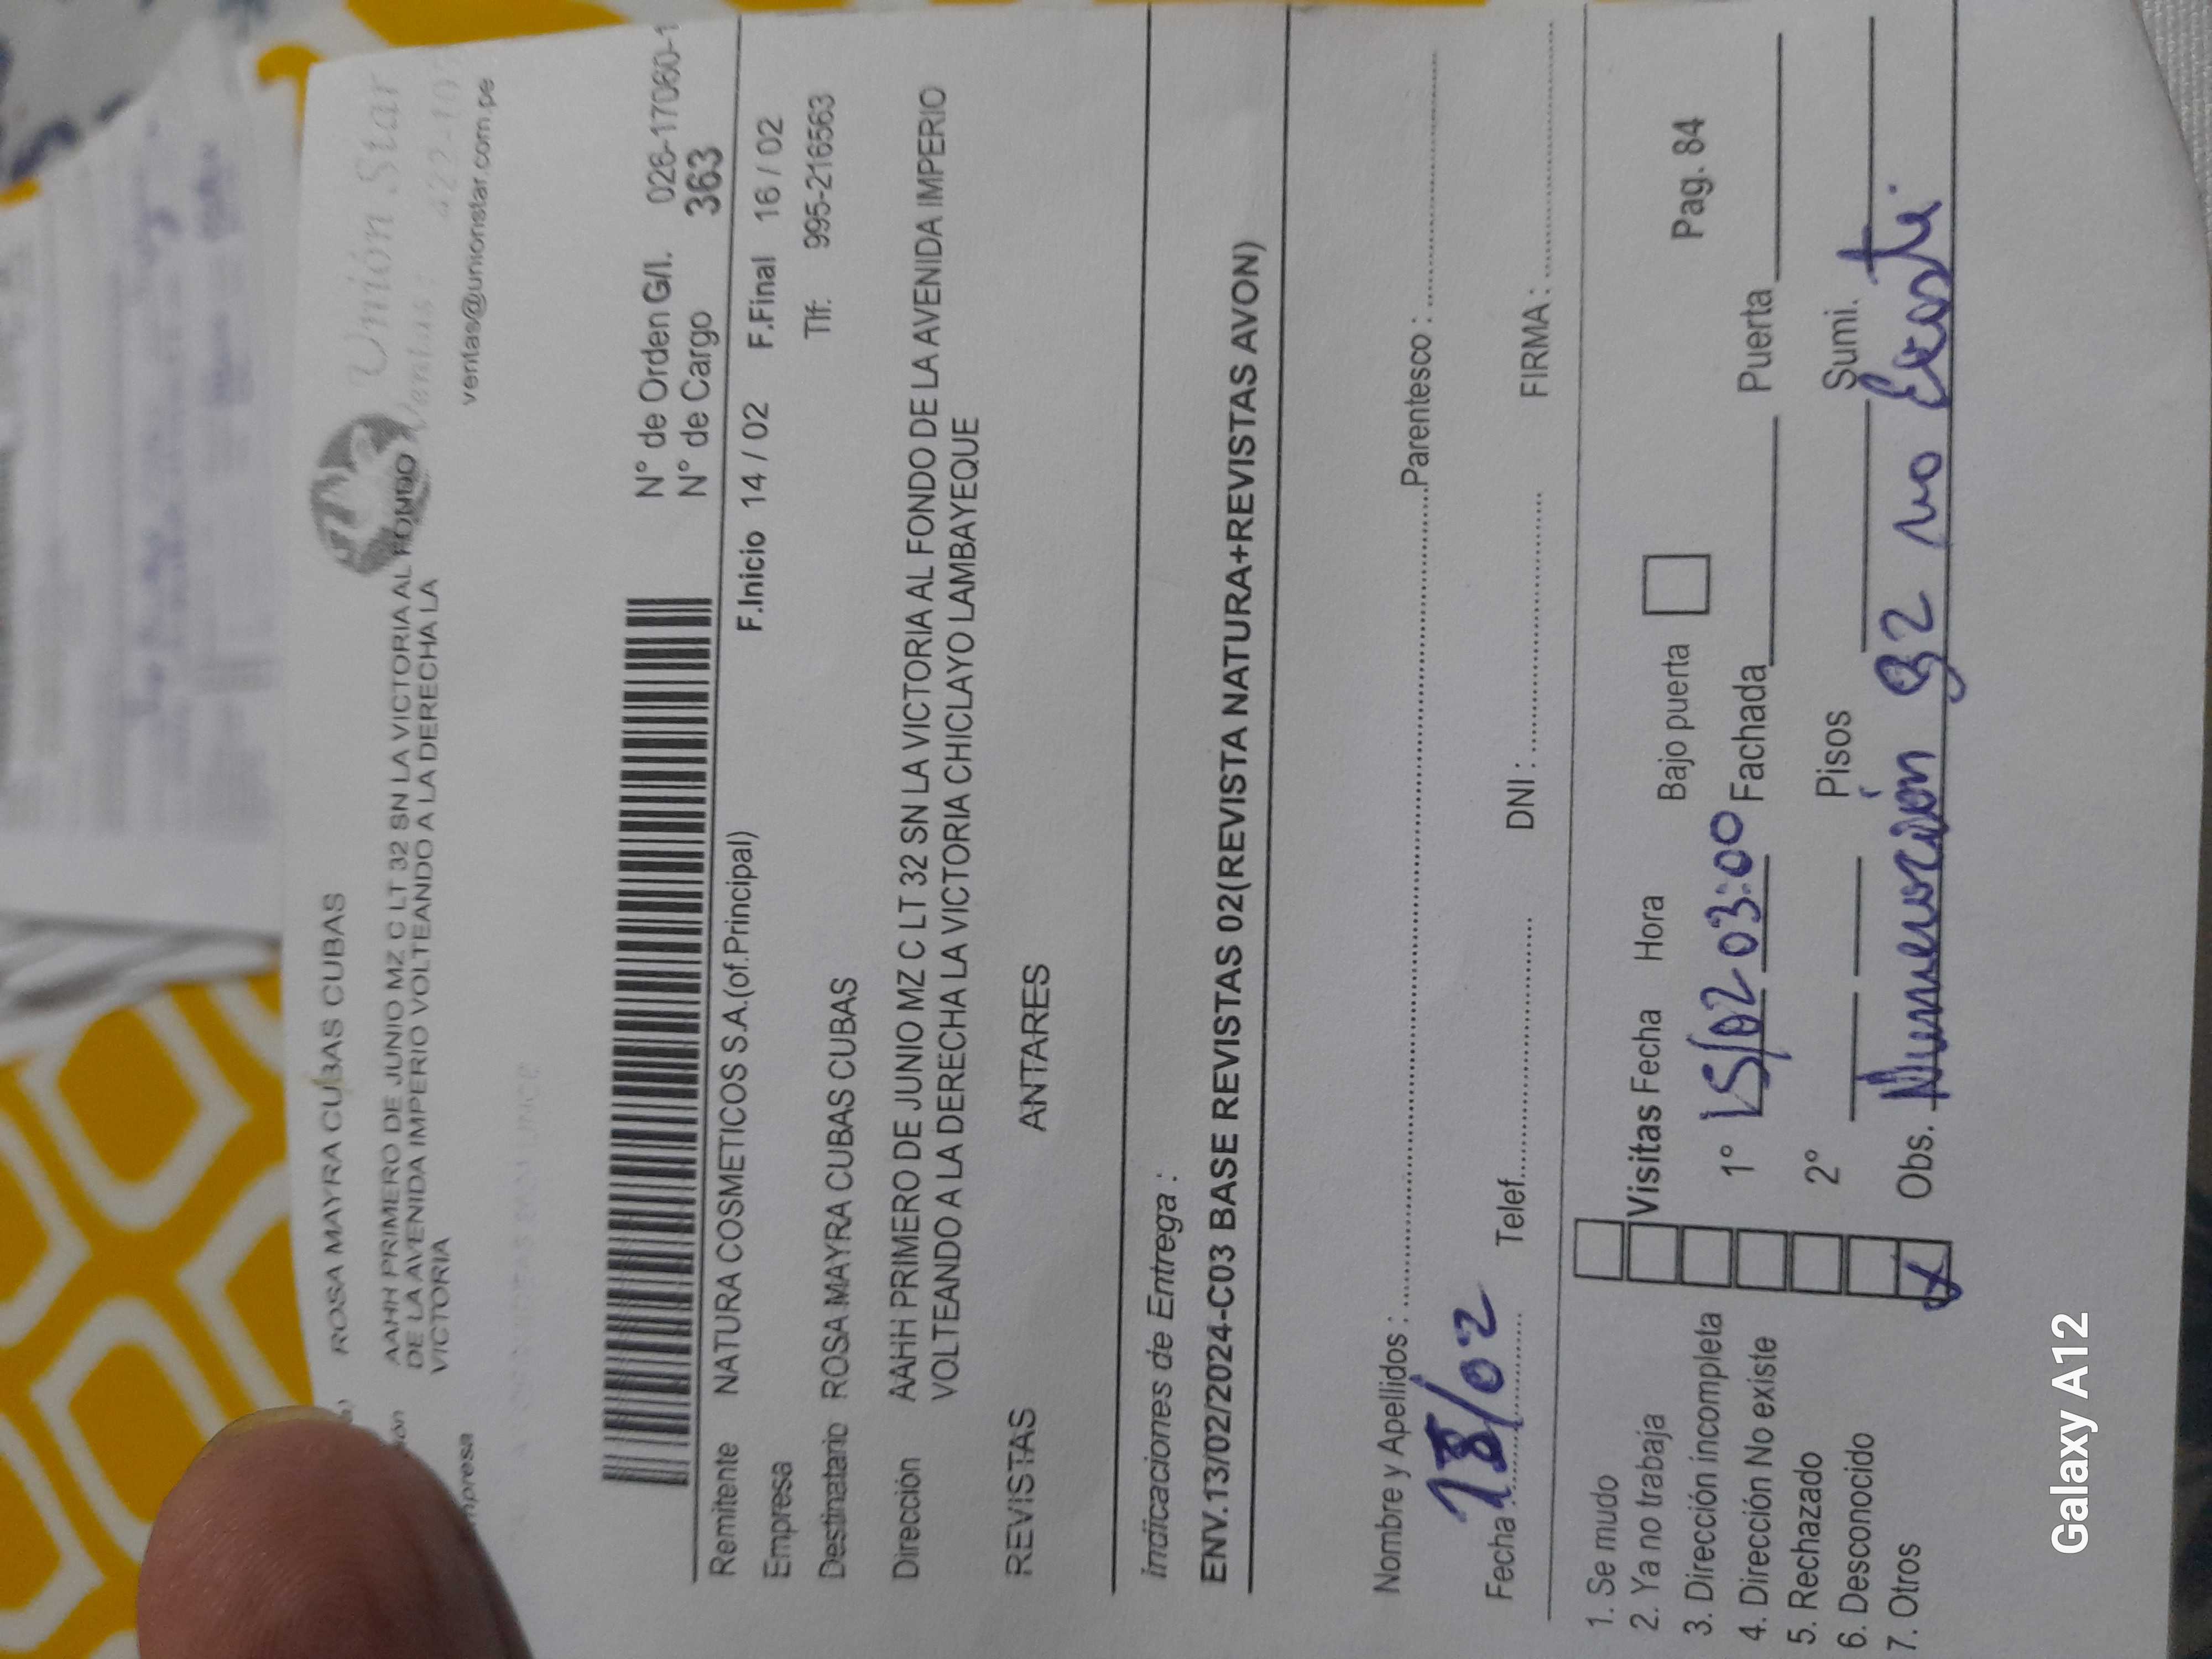 ROSA MAYRA CUBAS CUBAS
AAHH PRIMERO DE JUNIO MZ C LT 32 SN LA VICTORIA AL FONDO
DE LA AVENIDA IMPERIO VOLTEANDO A LA DERECHA LA
VICTORIA
mpresa
Unión Star
Ventas: 422-10
ventas@unionstar.com.pe
N° de Orden G/I. 026-17060-1
N° de Cargo 363
Remitente NATURA COSMETICOS S.A.(of.Principal) F.Inicio 14 / 02 F.Final 16 / 02
Empresa Tlf: 995-216563
Destinatario ROSA MAYRA CUBAS CUBAS
Dirección AAHH PRIMERO DE JUNIO MZ C LT 32 SN LA VICTORIA AL FONDO DE LA AVENIDA IMPERIO
VOLTEANDO A LA DERECHA LA VICTORIA CHICLAYO LAMBAYEQUE
REVISTAS ANTARES
Indicaciones de Entrega :
ENV.13/02/2024-C03 BASE REVISTAS 02(REVISTA NATURA+REVISTAS AVON)
Nombre y Apellidos : Parentesco :
Fecha /02 Telef. DNI : FIRMA :
1. Se mudo
2. Ya no trabaja Visitas Fecha Hora Bajo puerta
3. Dirección incompleta Pag. 84
4. Dirección No existe 1° 15/02 03:00 Fachada Puerta
5. Rechazado
6. Desconocido 2° Pisos Sumi.
7. Otros Obs. Numeración 32 no Existe.
Galaxy A12